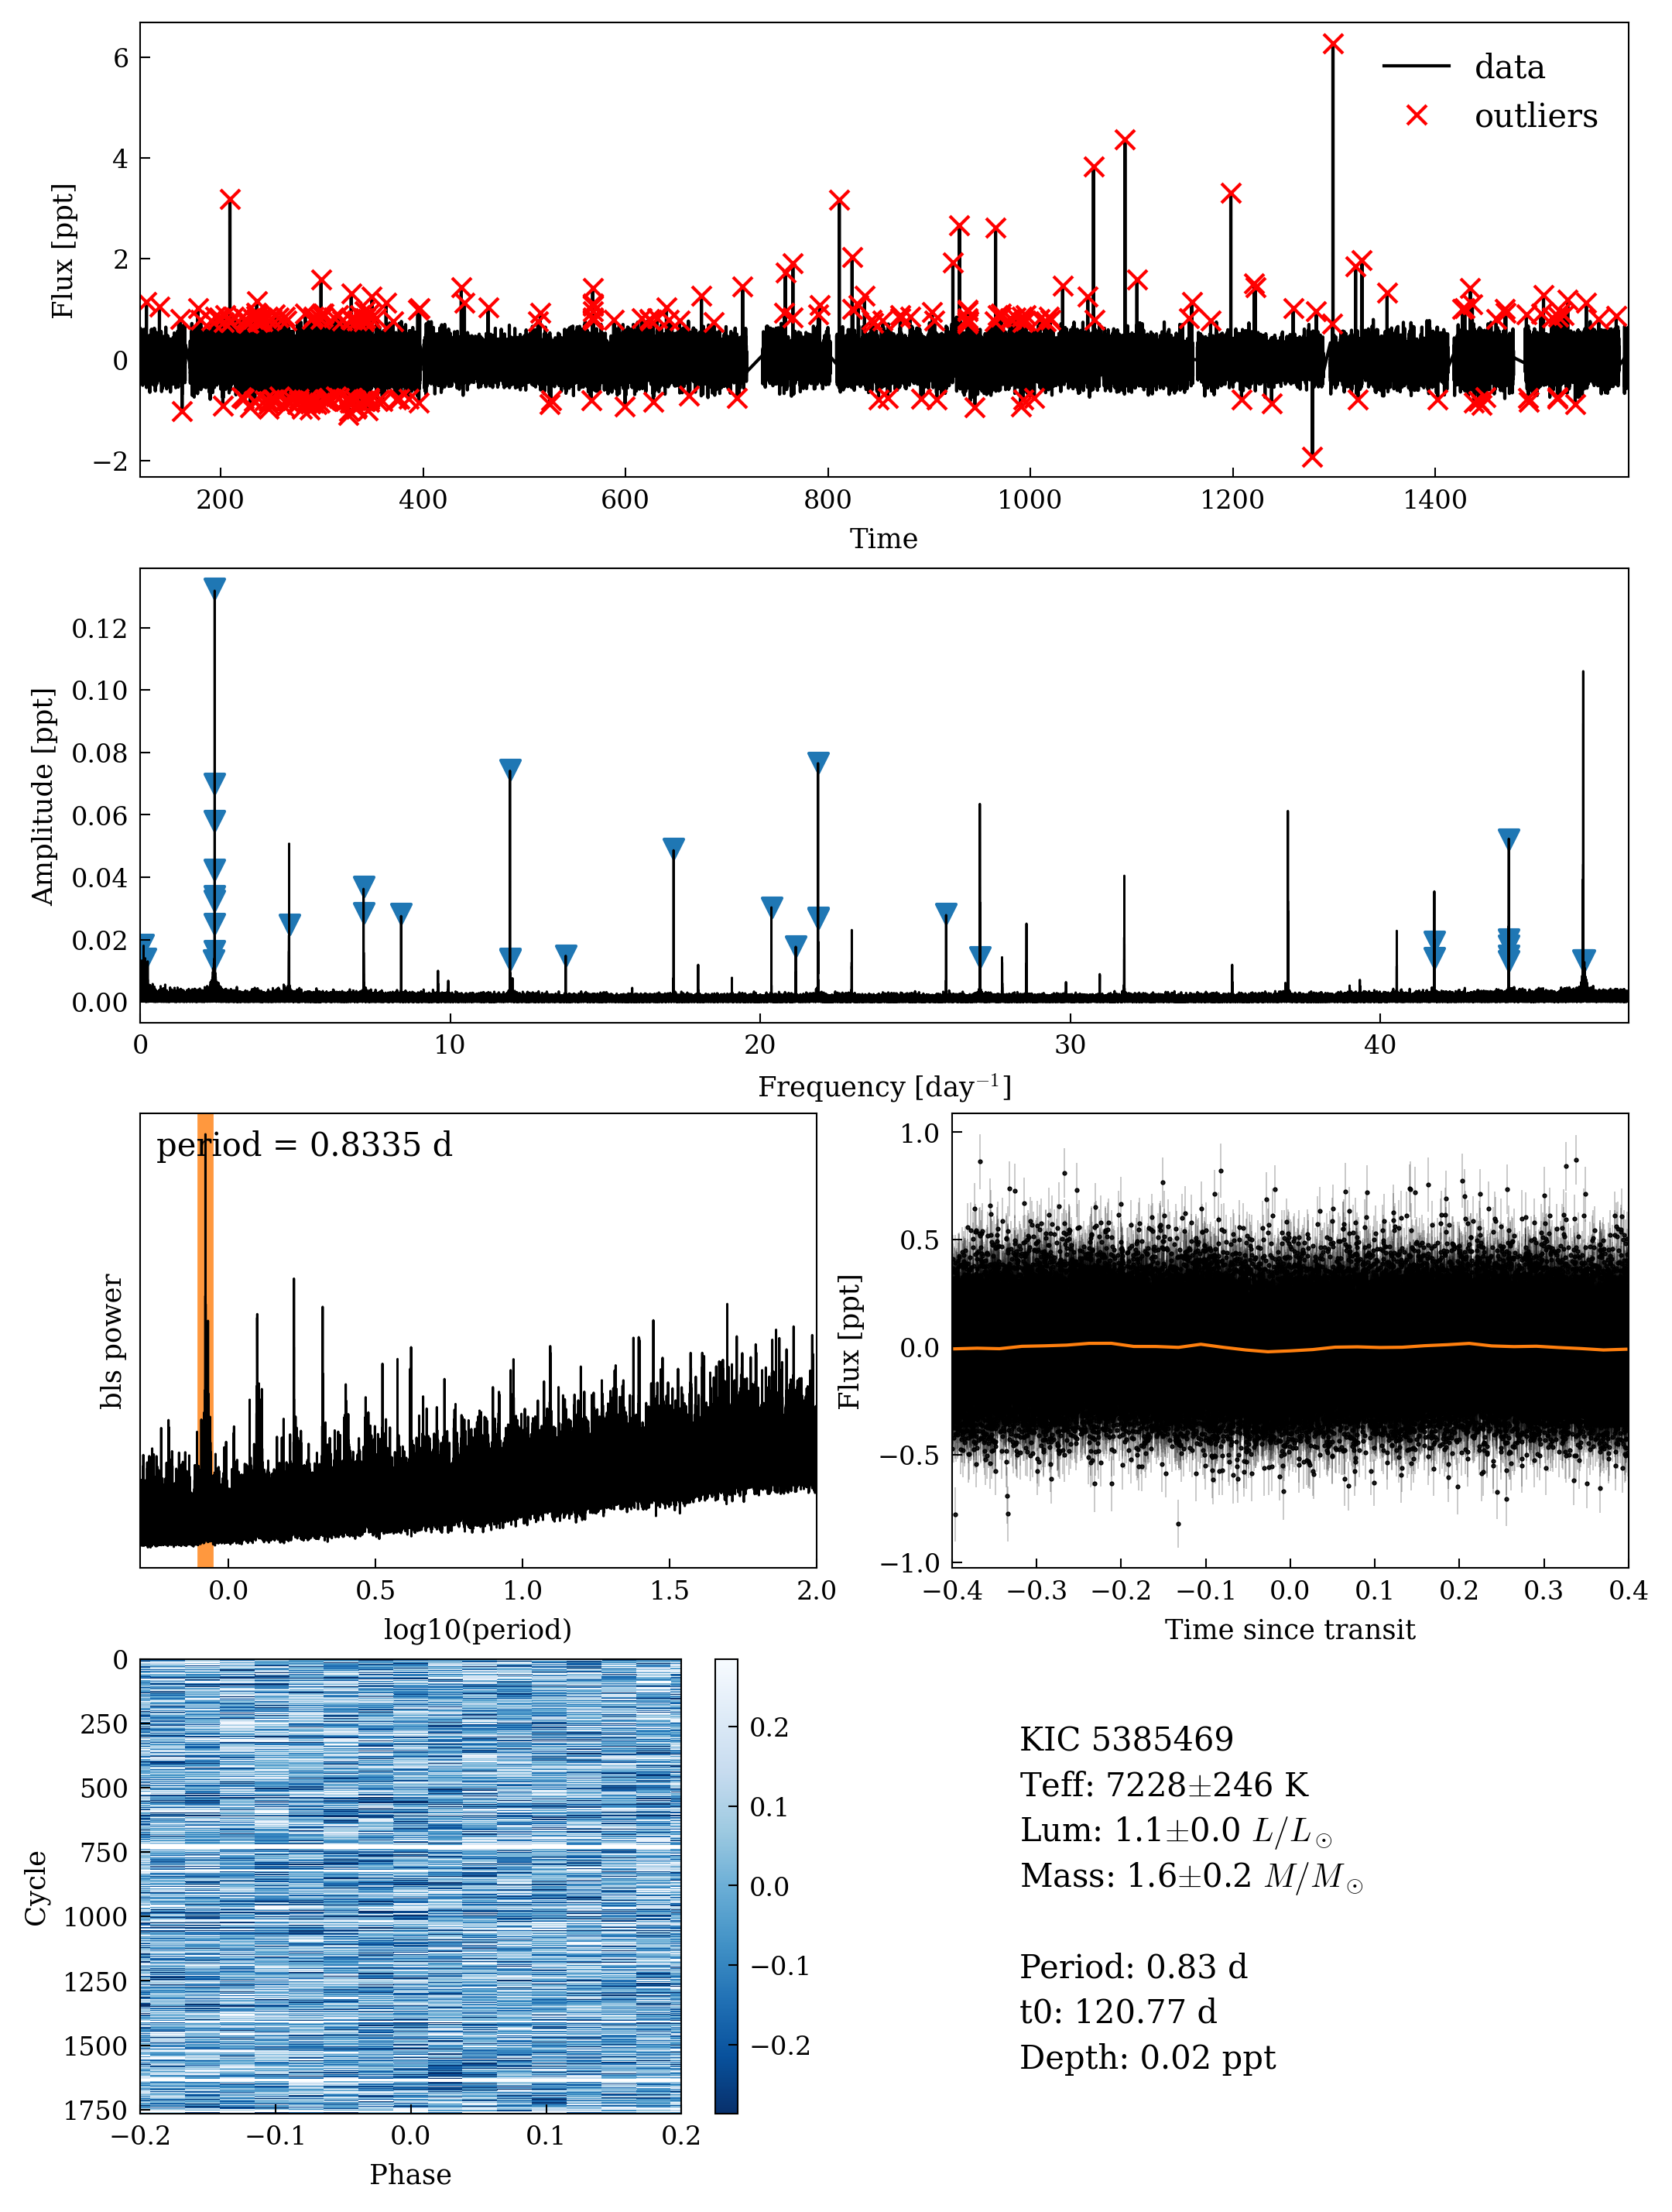 data
outliers
6
4
2
0
−2
Flux [ppt]
200 400 600 800 1000 1200 1400
Time
0.12
0.10
0.08
0.06
0.04
0.02
0.00
Amplitude [ppt]
0 10 20 30 40
Frequency [day⁻¹]
period = 0.8335 d
bls power
0.0 0.5 1.0 1.5 2.0
log10(period)
1.0
0.5
0.0
−0.5
−1.0
Flux [ppt]
−0.4 −0.3 −0.2 −0.1 0.0 0.1 0.2 0.3 0.4
Time since transit
0
250
500
750
1000
1250
1500
1750
Cycle
−0.2 −0.1 0.0 0.1 0.2
Phase
0.2
0.1
0.0
−0.1
−0.2
KIC 5385469
Teff: 7228±246 K
Lum: 1.1±0.0 L/L☉
Mass: 1.6±0.2 M/M☉
Period: 0.83 d
t0: 120.77 d
Depth: 0.02 ppt